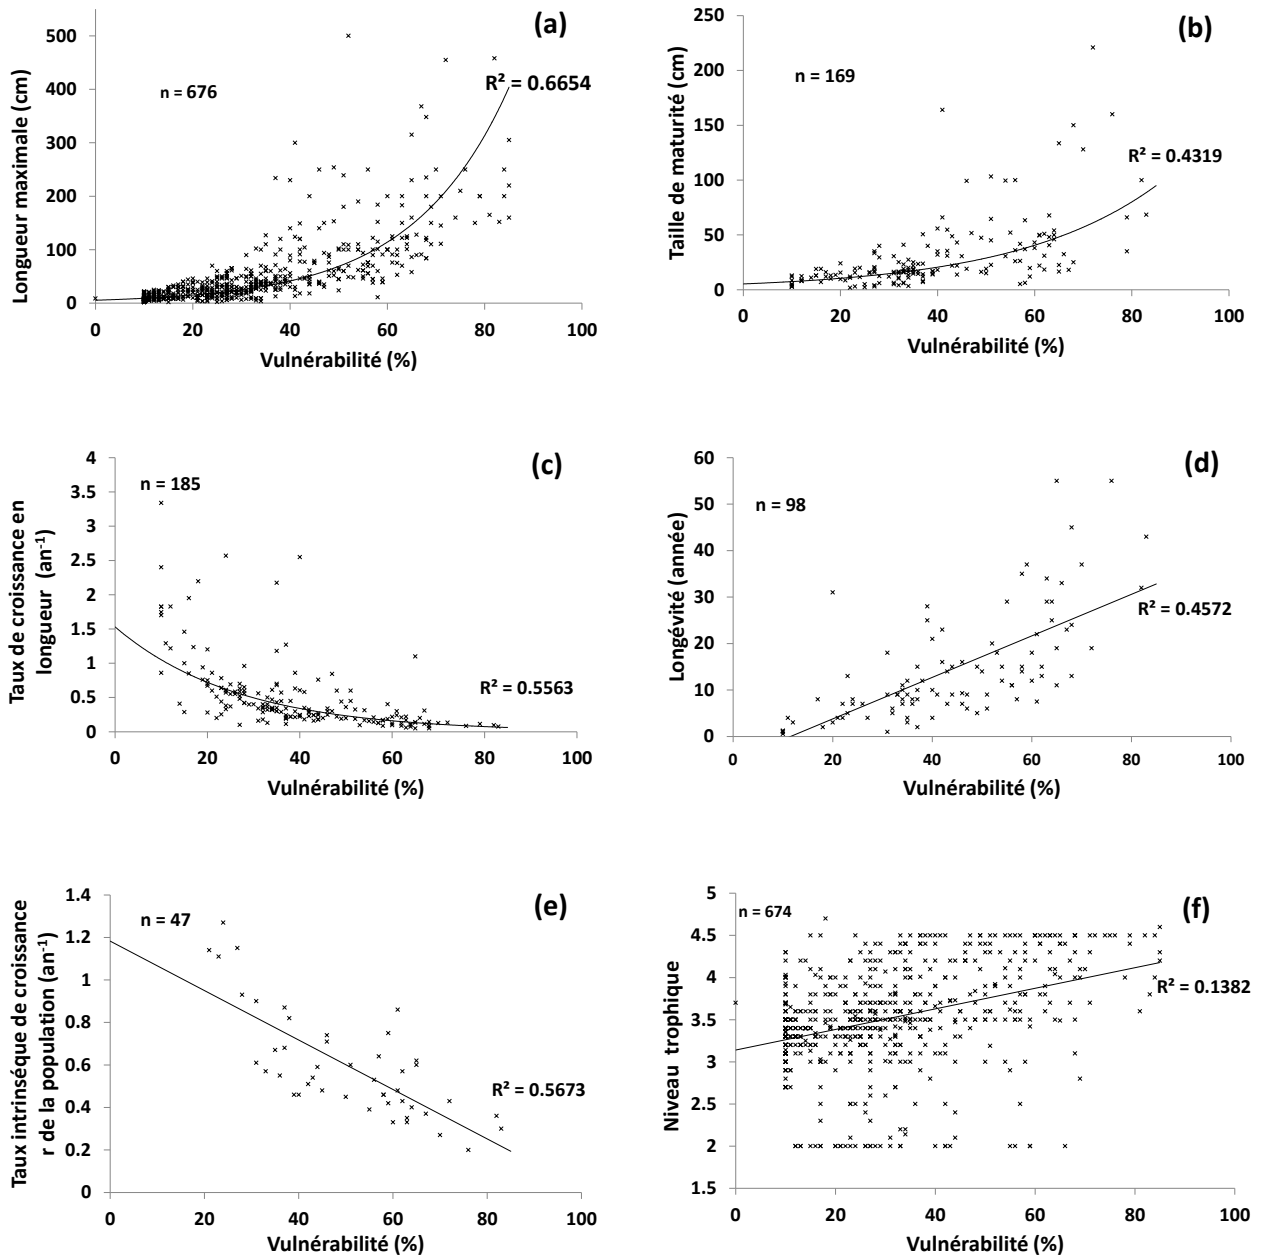 (a)
n = 676
R² = 0.6654
Longueur maximale (cm)
500
400
300
200
100
0
0 20 40 60 80 100
Vulnérabilité (%)
(b)
n = 169
R² = 0.4319
Taille de maturité (cm)
250
200
150
100
50
0
0 20 40 60 80 100
Vulnérabilité (%)
(c)
n = 185
R² = 0.5563
Taux de croissance en
longueur (an⁻¹)
4
3.5
3
2.5
2
1.5
1
0.5
0
0 20 40 60 80 100
Vulnérabilité (%)
(d)
n = 98
R² = 0.4572
Longévité (année)
60
50
40
30
20
10
0
0 20 40 60 80 100
Vulnérabilité (%)
(e)
n = 47
R² = 0.5673
Taux intrinséque de croissance
r de la population (an⁻¹)
1.4
1.2
1
0.8
0.6
0.4
0.2
0
0 20 40 60 80 100
Vulnérabilité (%)
(f)
n = 674
R² = 0.1382
Niveau trophique
5
4.5
4
3.5
3
2.5
2
1.5
0 20 40 60 80 100
Vulnérabilité (%)